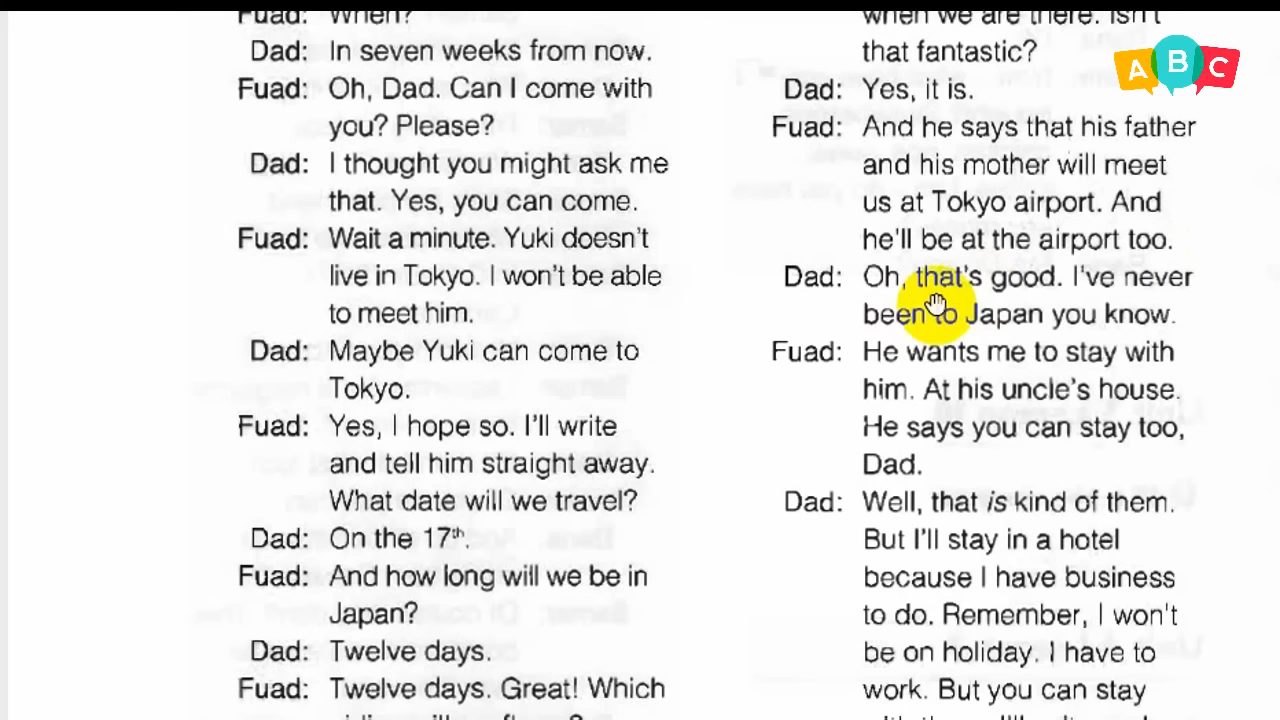 Fuad: When?
Dad: In seven weeks from now.
Fuad: Oh, Dad. Can I come with
you? Please?
Dad: I thought you might ask me
that. Yes, you can come.
Fuad: Wait a minute. Yuki doesn't
live in Tokyo. I won't be able
to meet him.
Dad: Maybe Yuki can come to
Tokyo.
Fuad: Yes, I hope so. I'll write
and tell him straight away.
What date will we travel?
Dad: On the 17th.
Fuad: And how long will we be in
Japan?
Dad: Twelve days.
Fuad: Twelve days. Great! Which
when we are there. Isn't
that fantastic?
Dad: Yes, it is.
Fuad: And he says that his father
and his mother will meet
us at Tokyo airport. And
he'll be at the airport too.
Dad: Oh, that's good. I've never
been to Japan you know.
Fuad: He wants me to stay with
him. At his uncle's house.
He says you can stay too,
Dad.
Dad: Well, that is kind of them.
But I'll stay in a hotel
because I have business
to do. Remember, I won't
be on holiday. I have to
work. But you can stay
A B C